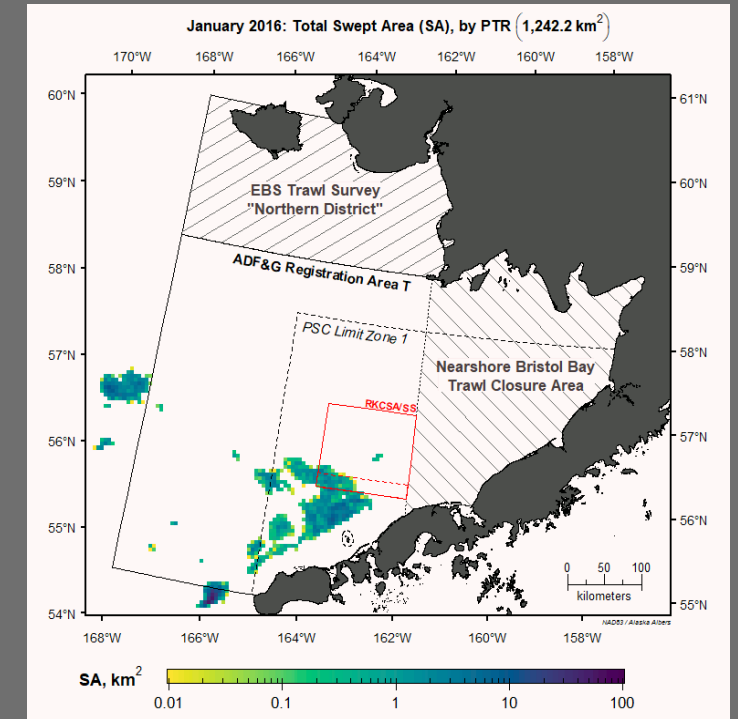 January 2016: Total Swept Area (SA), by PTR (1,242.2 km²)
170°W 168°W 166°W 164°W 162°W 160°W 158°W
60°N
61°N
EBS Trawl Survey
"Northern District"
59°N
60°N
ADF&G Registration Area T
58°N
59°N
PSC Limit Zone 1
57°N
58°N
Nearshore Bristol Bay
Trawl Closure Area
RKCSA/SS
56°N
57°N
55°N
56°N
0 50 100
kilometers
54°N
55°N
NAD83 / Alaska Albers
168°W 166°W 164°W 162°W 160°W 158°W
SA, km²
0.01 0.1 1 10 100